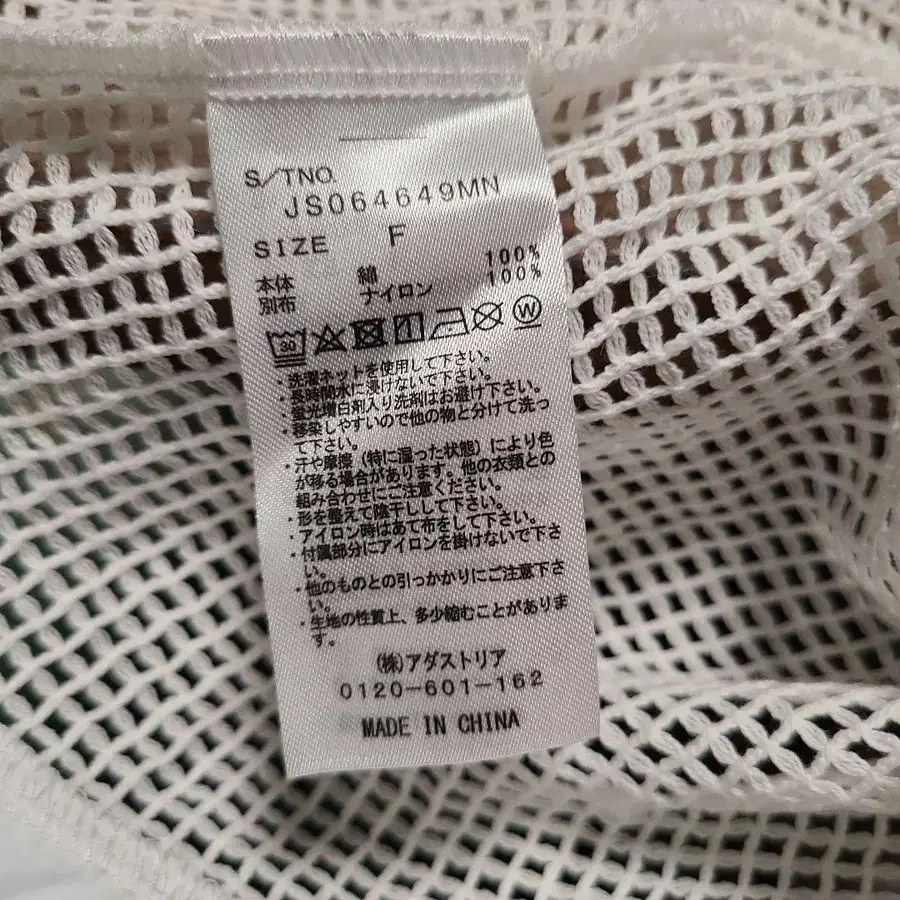 S/TNO.
JS064649MN
SIZE F
本体 綿 100%
別布 ナイロン 100%
30 W
・洗濯ネットを使用して下さい。
・長時間水に浸けないで下さい。
・蛍光増白剤入り洗剤はお避け下さい。
・移染しやすいので他の物と分けて洗っ
て下さい。
・汗や摩擦（特に湿った状態）により色
が移る場合があります。他の衣類との
組み合わせにご注意ください。
・形を整えて陰干しして下さい。
・アイロン時はあて布をして下さい。
・付属部分にアイロンを掛けないで下さ
い。
・他のものとの引っかかりにご注意下さ
い。
・生地の性質上、多少縮むことがありま
す。
(株)アダストリア
0120-601-162
MADE IN CHINA